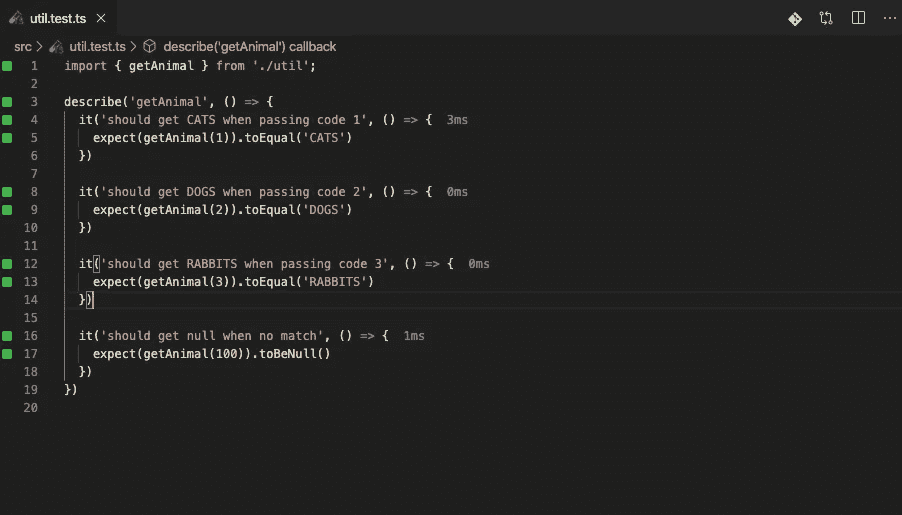 util.test.ts
src > util.test.ts > describe('getAnimal') callback
1 import { getAnimal } from './util';
2
3 describe('getAnimal', () => {
4 it('should get CATS when passing code 1', () => { 3ms
5 expect(getAnimal(1)).toEqual('CATS')
6 })
7
8 it('should get DOGS when passing code 2', () => { 0ms
9 expect(getAnimal(2)).toEqual('DOGS')
10 })
11
12 it('should get RABBITS when passing code 3', () => { 0ms
13 expect(getAnimal(3)).toEqual('RABBITS')
14 })
15
16 it('should get null when no match', () => { 1ms
17 expect(getAnimal(100)).toBeNull()
18 })
19 })
20